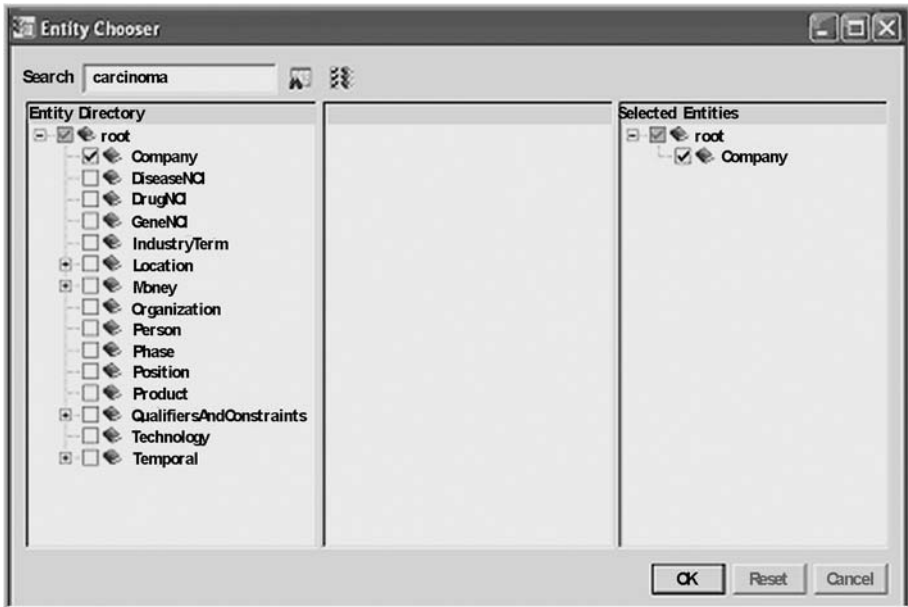 Entity Chooser
Search carcinoma
Entity Directory
root
Company
DiseaseNCI
DrugNCI
GeneNCI
IndustryTerm
Location
Money
Organization
Person
Phase
Position
Product
QualifiersAndConstraints
Technology
Temporal
Selected Entities
root
Company
OK Reset Cancel